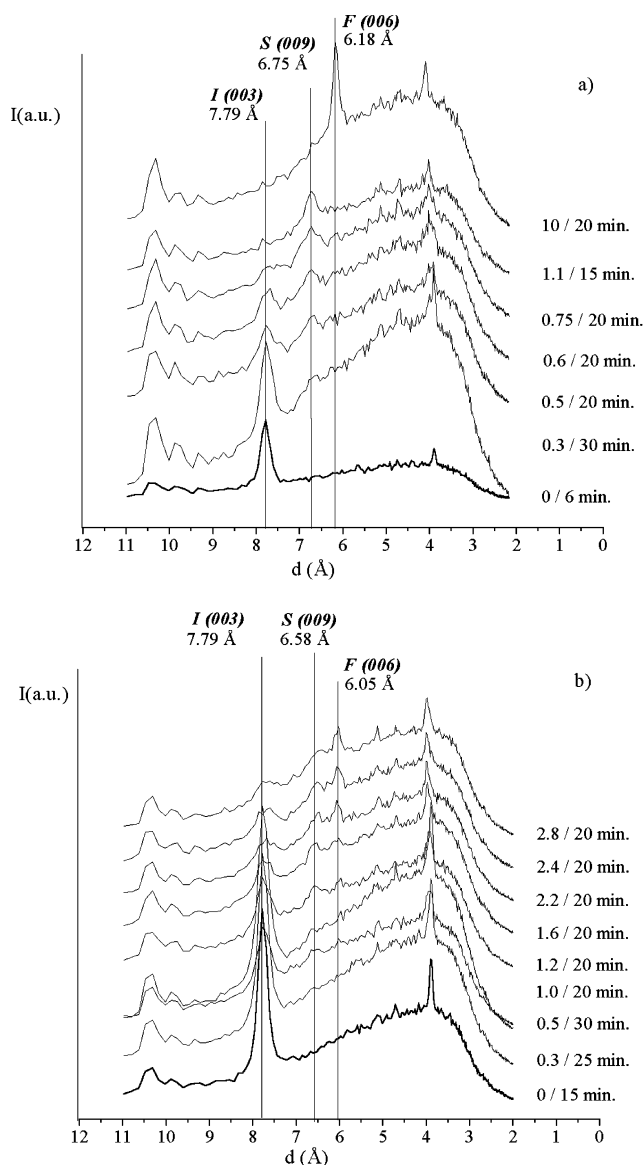 F (006)
6.18 Å
S (009)
6.75 Å
I (003)
7.79 Å
a)
I(a.u.)
10 / 20 min.
1.1 / 15 min.
0.75 / 20 min.
0.6 / 20 min.
0.5 / 20 min.
0.3 / 30 min.
0 / 6 min.
12 11 10 9 8 7 6 5 4 3 2 1 0
d (Å)
I (003) S (009)
7.79 Å 6.58 Å
F (006)
6.05 Å
b)
I(a.u.)
2.8 / 20 min.
2.4 / 20 min.
2.2 / 20 min.
1.6 / 20 min.
1.2 / 20 min.
1.0 / 20 min.
0.5 / 30 min.
0.3 / 25 min.
0 / 15 min.
12 11 10 9 8 7 6 5 4 3 2 1 0
d (Å)